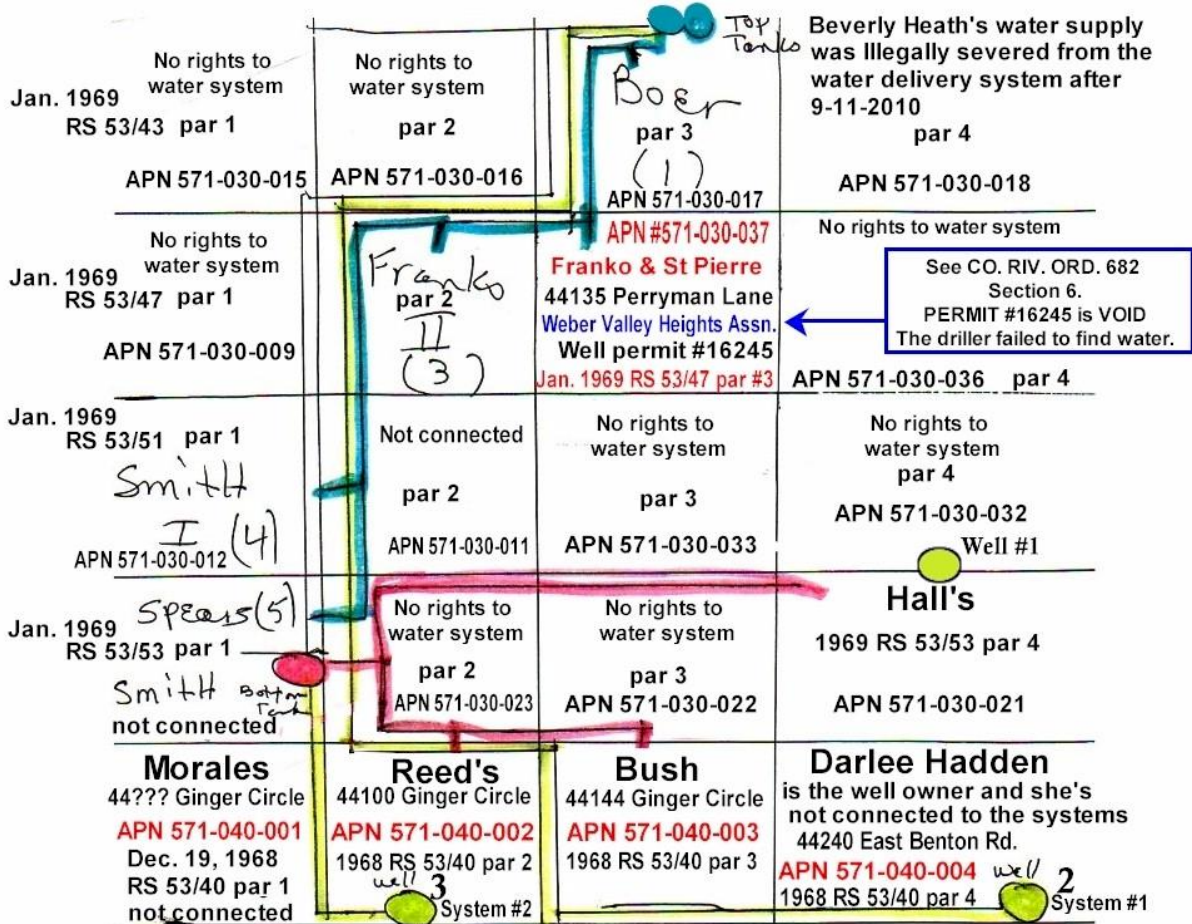 Top
Tanks
Beverly Heath's water supply
was Illegally severed from the
water delivery system after
9-11-2010
par 4
APN 571-030-018
Jan. 1969
RS 53/43 par 1
No rights to
water system
APN 571-030-015
No rights to
water system
par 2
APN 571-030-016
Boer
par 3
(1)
APN 571-030-017
Jan. 1969
RS 53/47 par 1
No rights to
water system
APN 571-030-009
Franko
par 2
II
(3)
APN #571-030-037
Franko & St Pierre
44135 Perryman Lane
Weber Valley Heights Assn.
Well permit #16245
Jan. 1969 RS 53/47 par #3
No rights to water system
See CO. RIV. ORD. 682
Section 6.
PERMIT #16245 is VOID
The driller failed to find water.
APN 571-030-036 par 4
Jan. 1969
RS 53/51 par 1
Smith
I (4)
APN 571-030-012
Not connected
par 2
APN 571-030-011
No rights to
water system
par 3
APN 571-030-033
No rights to
water system
par 4
APN 571-030-032
Well #1
Spears (5)
Jan. 1969
RS 53/53 par 1
Smith
Bottom
Tank
not connected
No rights to
water system
par 2
APN 571-030-023
No rights to
water system
par 3
APN 571-030-022
Hall's
1969 RS 53/53 par 4
APN 571-030-021
Morales
44??? Ginger Circle
APN 571-040-001
Dec. 19, 1968
RS 53/40 par 1
not connected
Reed's
44100 Ginger Circle
APN 571-040-002
1968 RS 53/40 par 2
well 3
System #2
Bush
44144 Ginger Circle
APN 571-040-003
1968 RS 53/40 par 3
Darlee Hadden
is the well owner and she's
not connected to the systems
44240 East Benton Rd.
APN 571-040-004
1968 RS 53/40 par 4
well 2
System #1